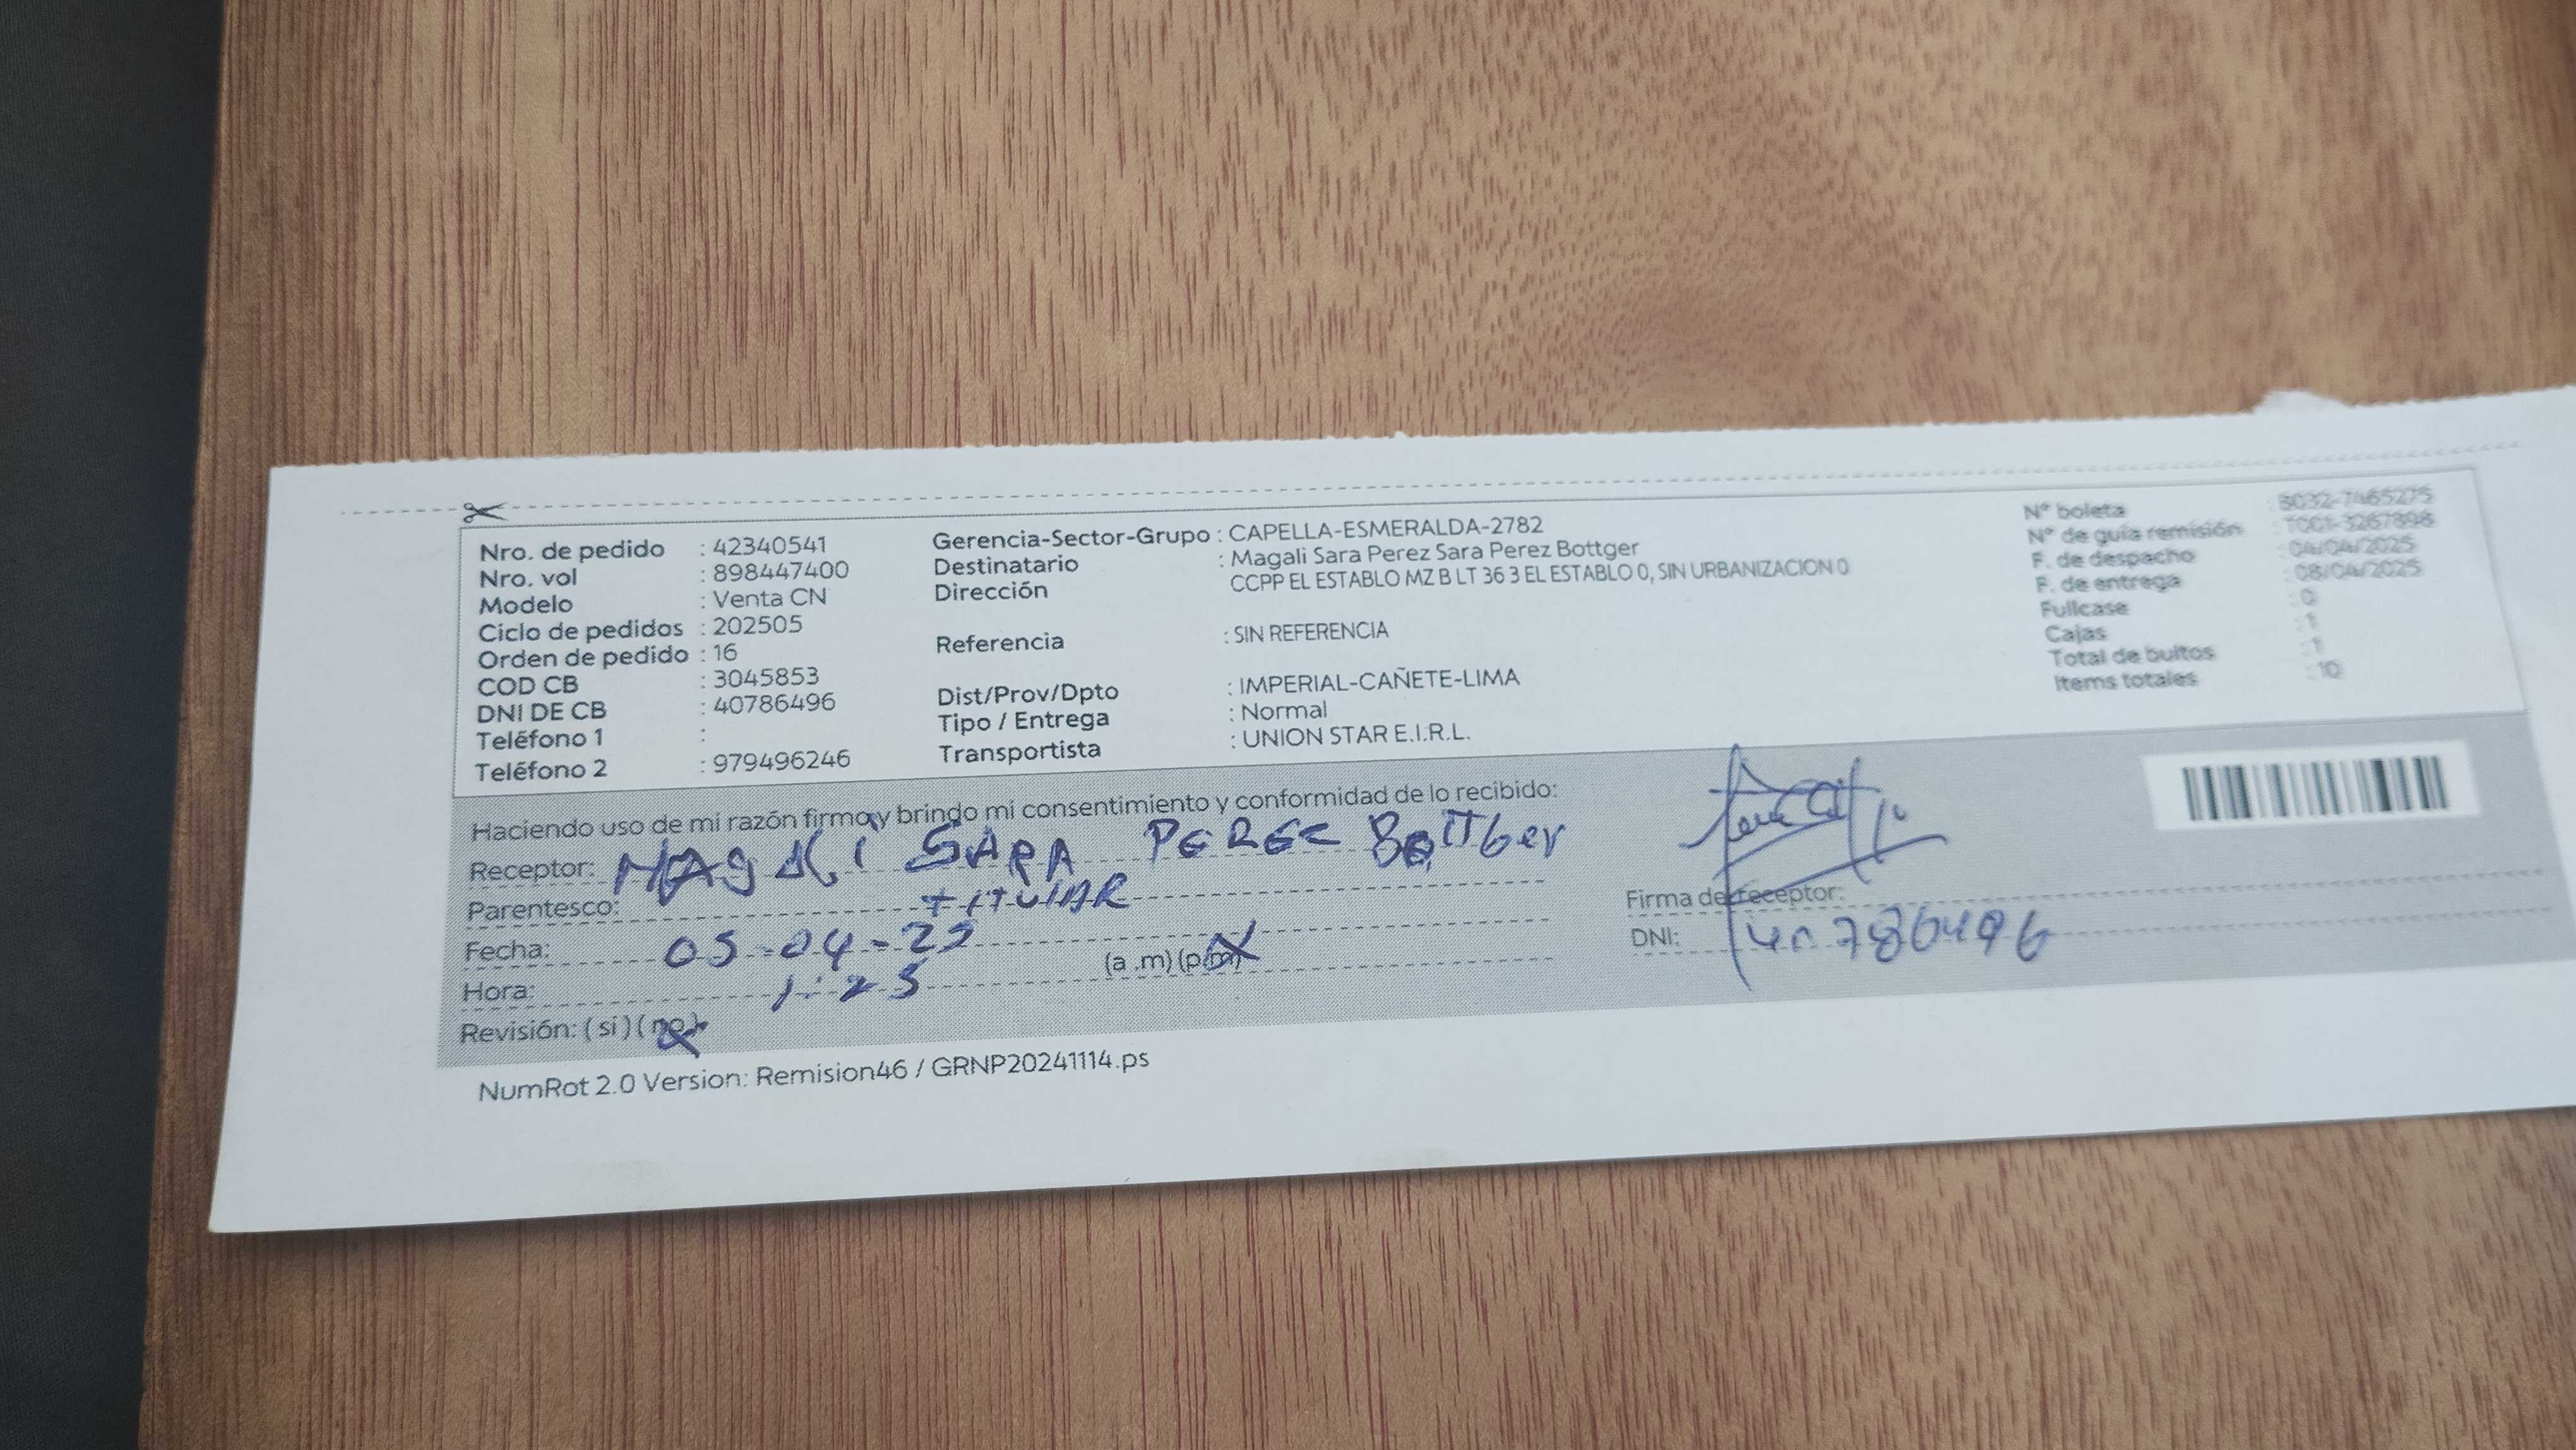 Nro. de pedido : 42340541
Nro. vol : 898447400
Modelo : Venta CN
Ciclo de pedidos : 202505
Orden de pedido : 16
COD CB : 3045853
DNI DE CB : 40786496
Teléfono 1 :
Teléfono 2 : 979496246
Gerencia-Sector-Grupo : CAPELLA-ESMERALDA-2782
Destinatario : Magali Sara Perez Sara Perez Bottger
Dirección CCPP EL ESTABLO MZ B LT 36 3 EL ESTABLO 0, SIN URBANIZACION 0
Referencia : SIN REFERENCIA
Dist/Prov/Dpto : IMPERIAL-CAÑETE-LIMA
Tipo / Entrega : Normal
Transportista : UNION STAR E.I.R.L.
N° boleta
N° de guía remisión
F. de despacho : 04/04/2025
F. de entrega : 08/04/2025
Fullcase : 0
Cajas : 1
Total de bultos : 1
Items totales : 10
Haciendo uso de mi razón firmo y brindo mi consentimiento y conformidad de lo recibido:
Receptor: MAGALI SARA PEREZ BOTTGer
Parentesco: TITULAR
Fecha: 05-04-25
Hora: 1:25 (a .m) (p.m)
Revisión: (si) (no)
Firma de receptor:
DNI: 40786496
NumRot 2.0 Version: Remision46 / GRNP20241114.ps